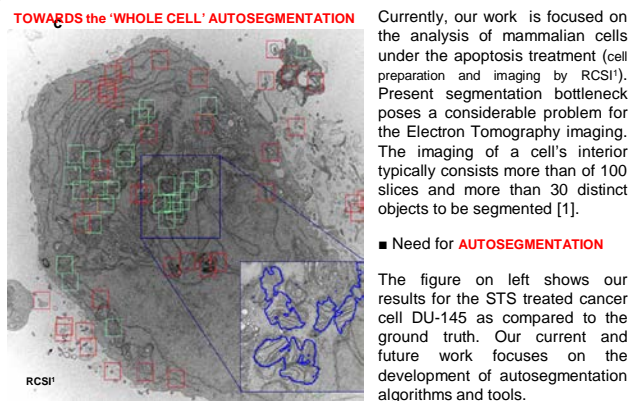 TOWARDS the 'WHOLE CELL' AUTOSEGMENTATION
C
RCSI¹
Currently, our work is focused on
the analysis of mammalian cells
under the apoptosis treatment (cell
preparation and imaging by RCSI¹).
Present segmentation bottleneck
poses a considerable problem for
the Electron Tomography imaging.
The imaging of a cell's interior
typically consists more than of 100
slices and more than 30 distinct
objects to be segmented [1].
■ Need for AUTOSEGMENTATION
The figure on left shows our
results for the STS treated cancer
cell DU-145 as compared to the
ground truth. Our current and
future work focuses on the
development of autosegmentation
algorithms and tools.